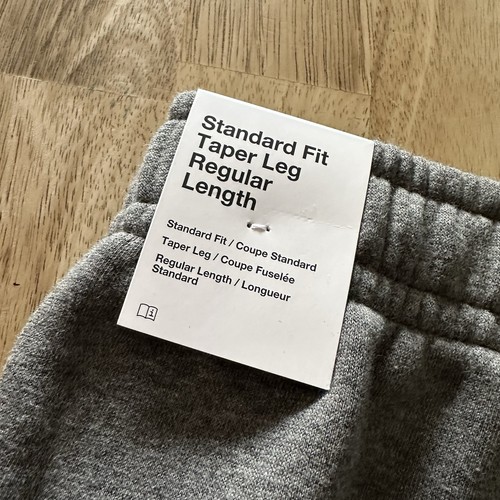 Standard Fit
Taper Leg
Regular
Length
Standard Fit / Coupe Standard
Taper Leg / Coupe Fuselée
Regular Length / Longueur
Standard